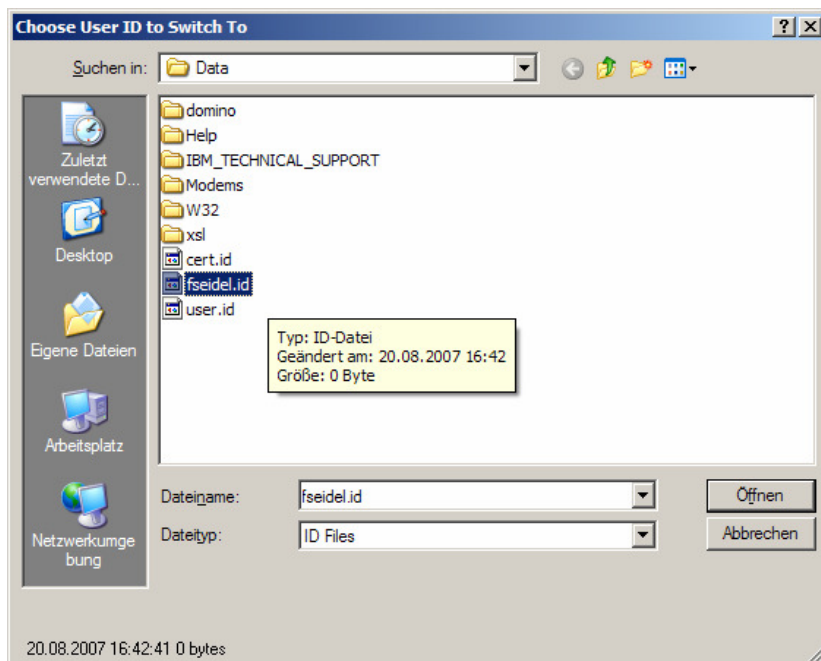 Choose User ID to Switch To
Suchen in:
Data
Zuletzt
verwendete D...
Desktop
Eigene Dateien
Arbeitsplatz
Netzwerkumge
bung
domino
Help
IBM_TECHNICAL_SUPPORT
Modems
W32
xsl
cert.id
fseidel.id
user.id
Typ: ID-Datei
Geändert am: 20.08.2007 16:42
Größe: 0 Byte
Dateiname:
fseidel.id
Öffnen
Dateityp:
ID Files
Abbrechen
20.08.2007 16:42:41 0 bytes